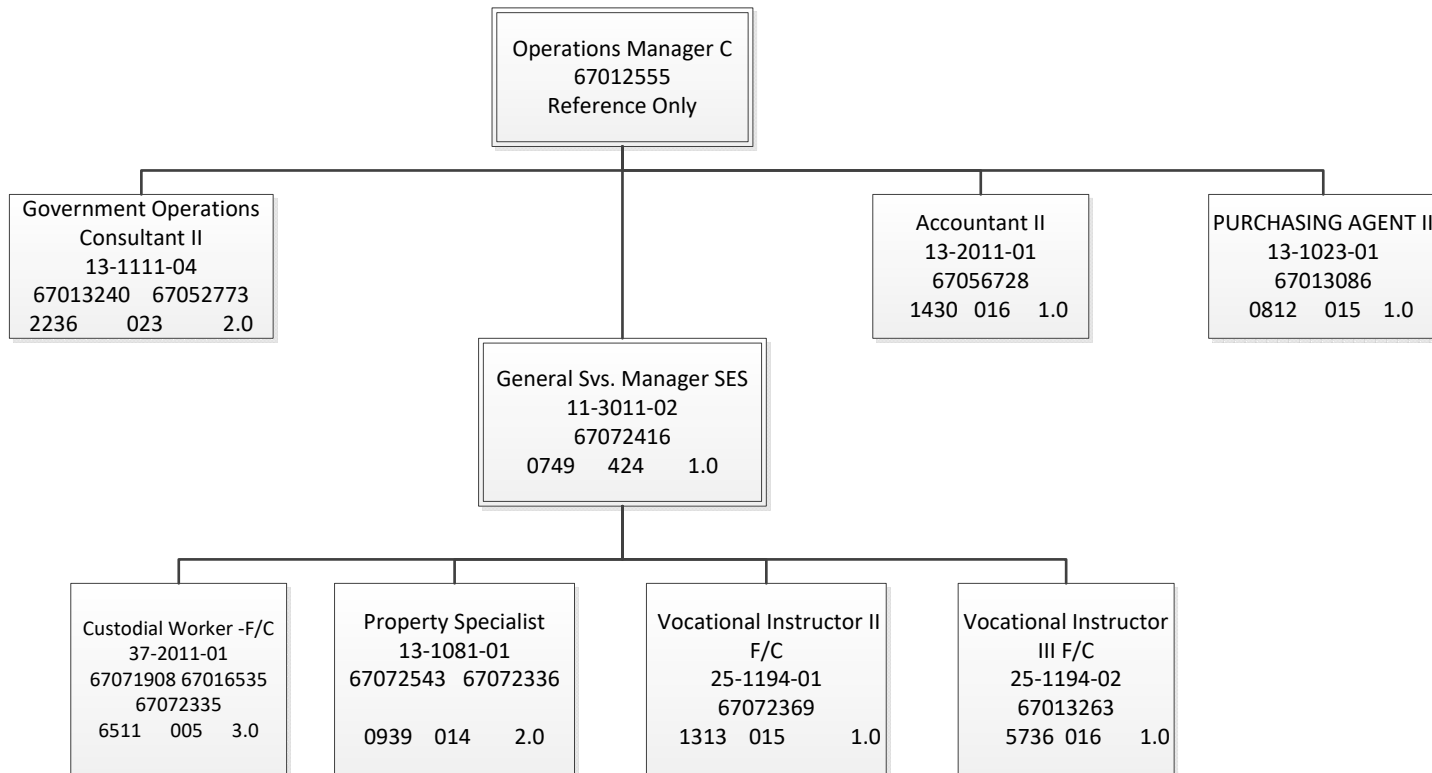 Operations Manager C
67012555
Reference Only
Government Operations
Consultant II
13-1111-04
67013240 67052773
2236 023 2.0
Accountant II
13-2011-01
67056728
1430 016 1.0
PURCHASING AGENT II
13-1023-01
67013086
0812 015 1.0
General Svs. Manager SES
11-3011-02
67072416
0749 424 1.0
Custodial Worker -F/C
37-2011-01
67071908 67016535
67072335
6511 005 3.0
Property Specialist
13-1081-01
67072543 67072336
0939 014 2.0
Vocational Instructor II
F/C
25-1194-01
67072369
1313 015 1.0
Vocational Instructor
III F/C
25-1194-02
67013263
5736 016 1.0